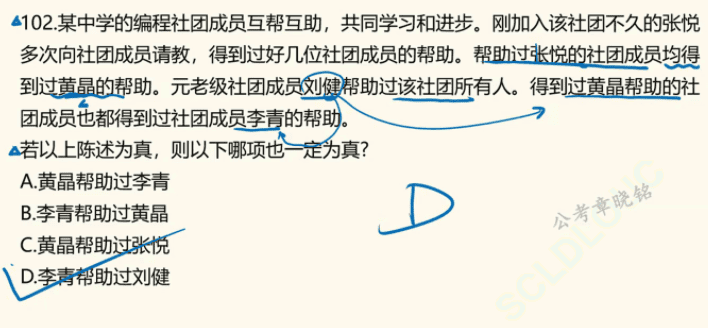 102.某中学的编程社团成员互帮互助，共同学习和进步。刚加入该社团不久的张悦
多次向社团成员请教，得到过好几位社团成员的帮助。帮助过张悦的社团成员均得
到过黄晶的帮助。元老级社团成员刘健帮助过该社团所有人。得到过黄晶帮助的社
团成员也都得到过社团成员李青的帮助。
若以上陈述为真，则以下哪项也一定为真?
A.黄晶帮助过李青
B.李青帮助过黄晶
C.黄晶帮助过张悦
D.李青帮助过刘健
D
公考章晓铭
SCLDLONC